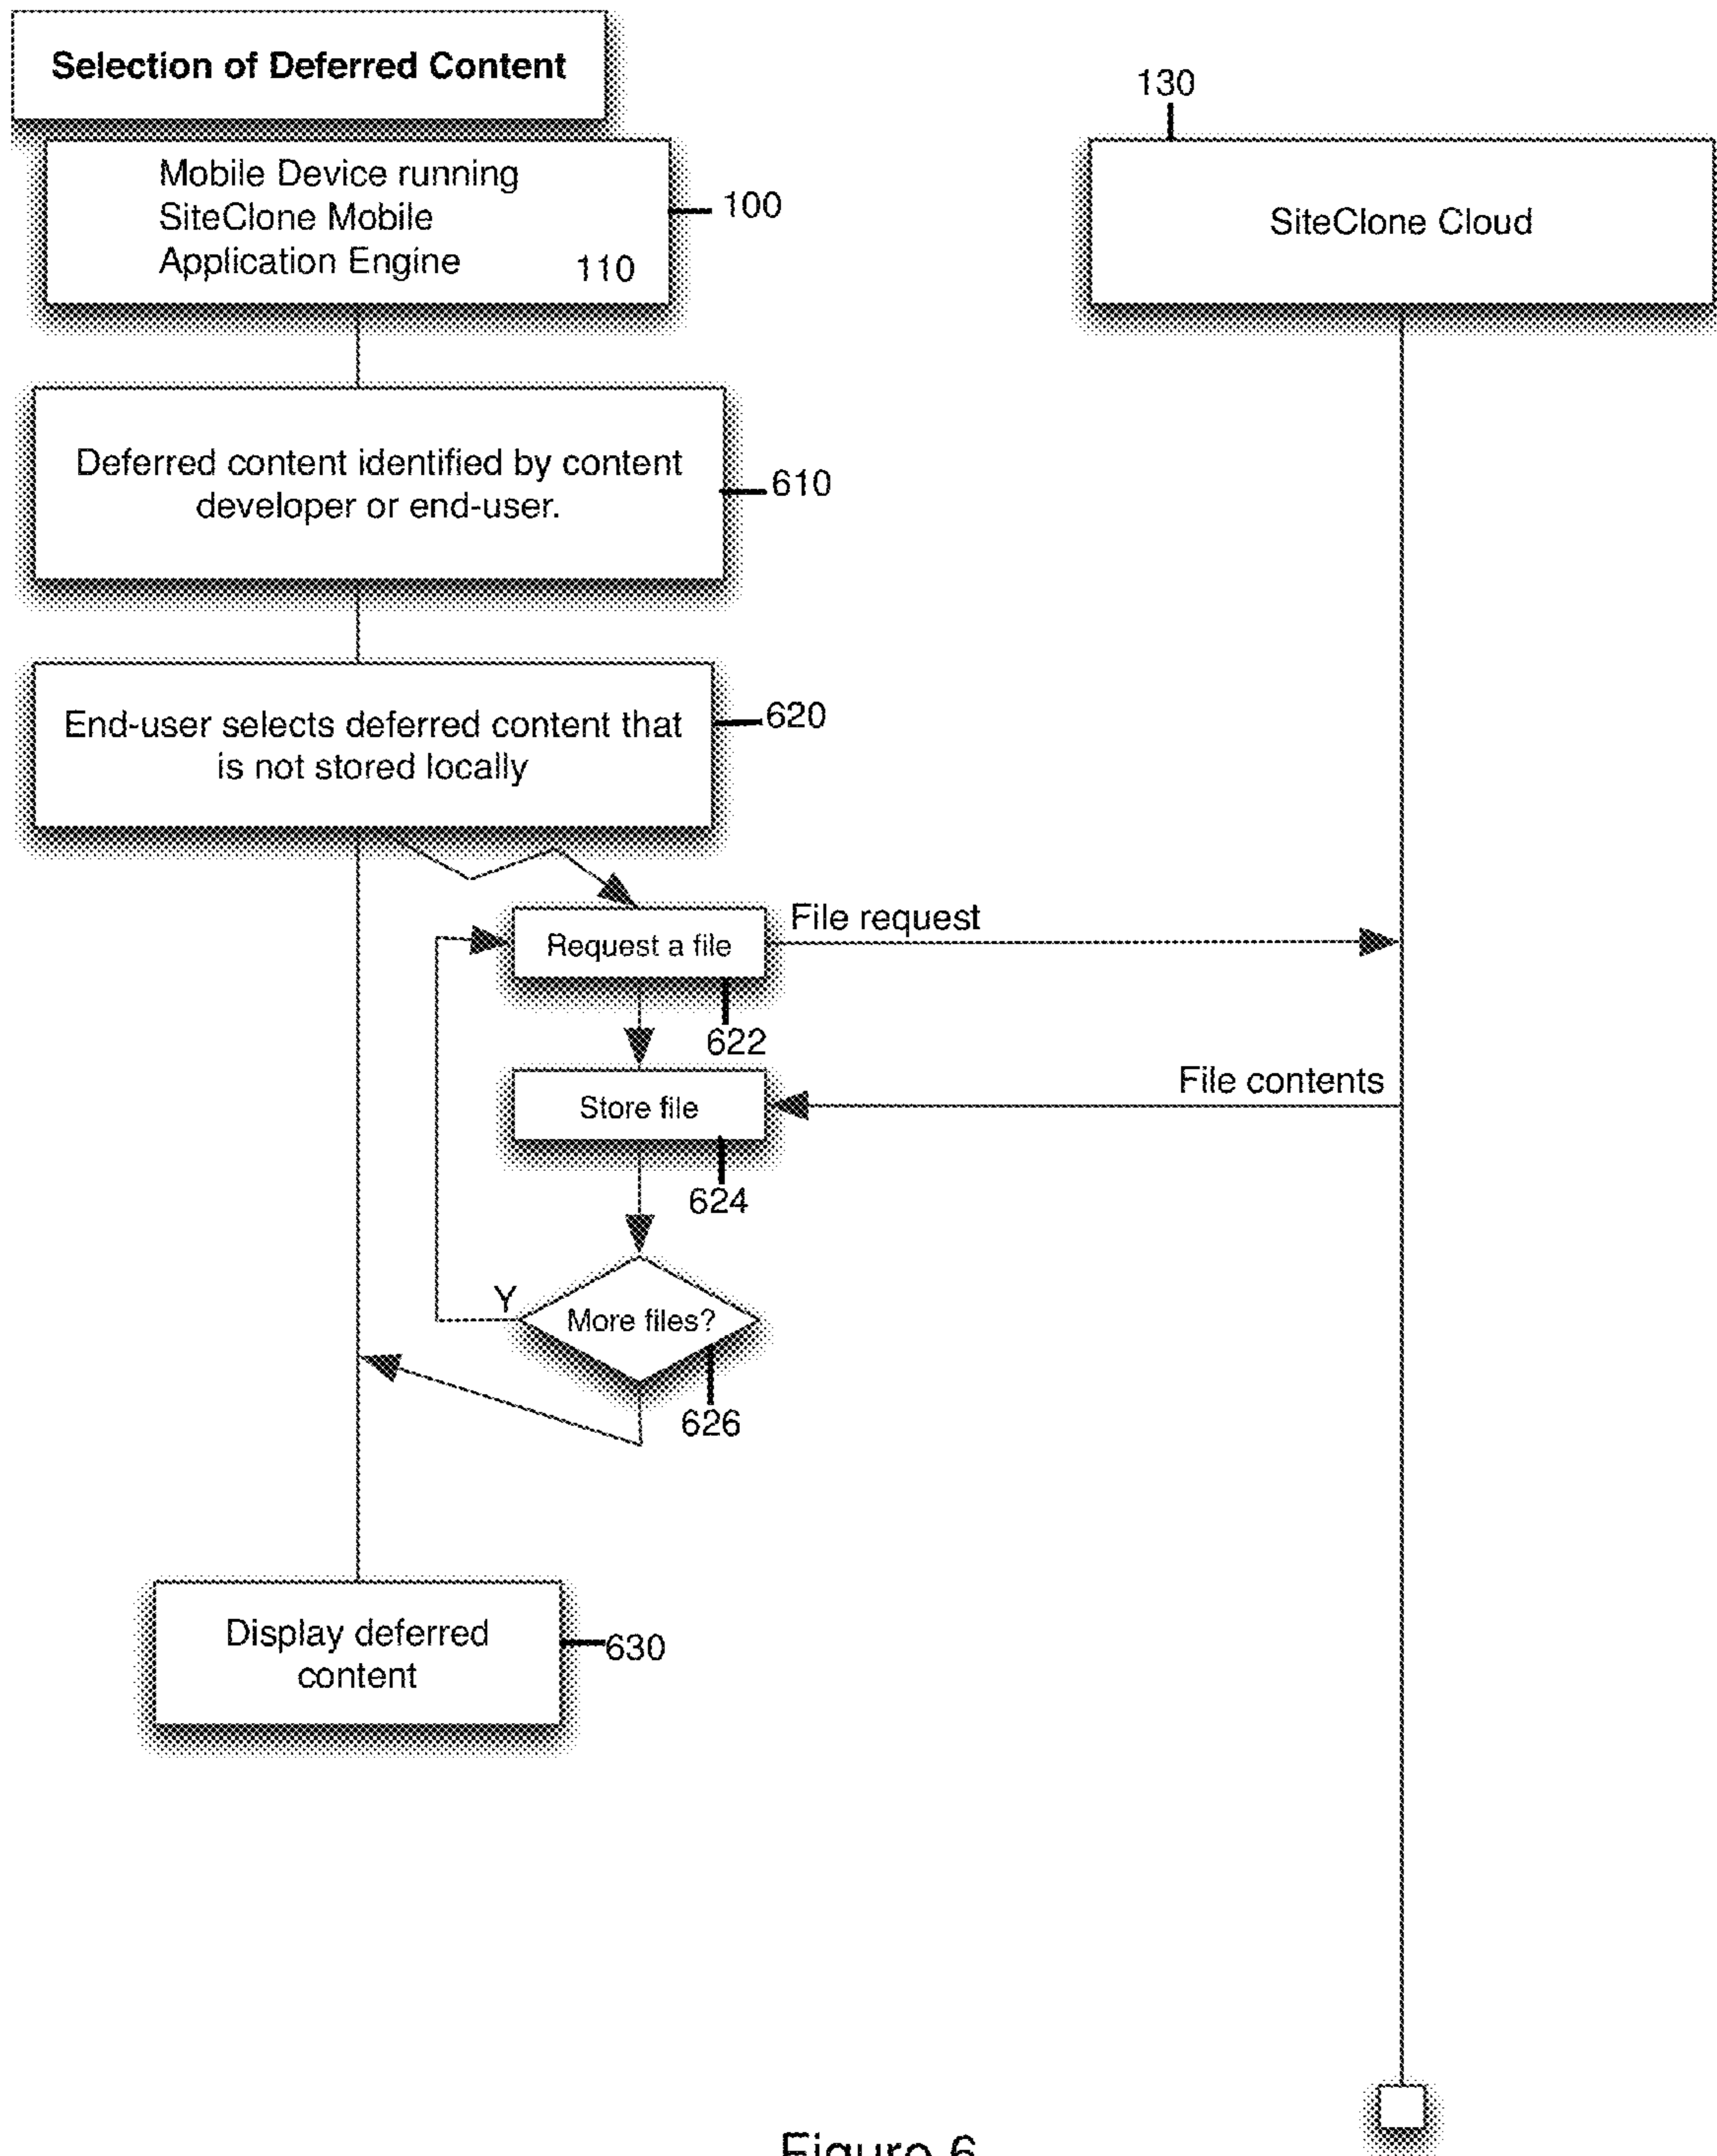 Selection of Deferred Content
Mobile Device running
SiteClone Mobile
Application Engine
110
100
130
SiteClone Cloud
Deferred content identified by content
developer or end-user.
610
End-user selects deferred content that
is not stored locally
620
Request a file
File request
622
Store file
File contents
624
Y
More files?
626
Display deferred
content
630
Figure 6